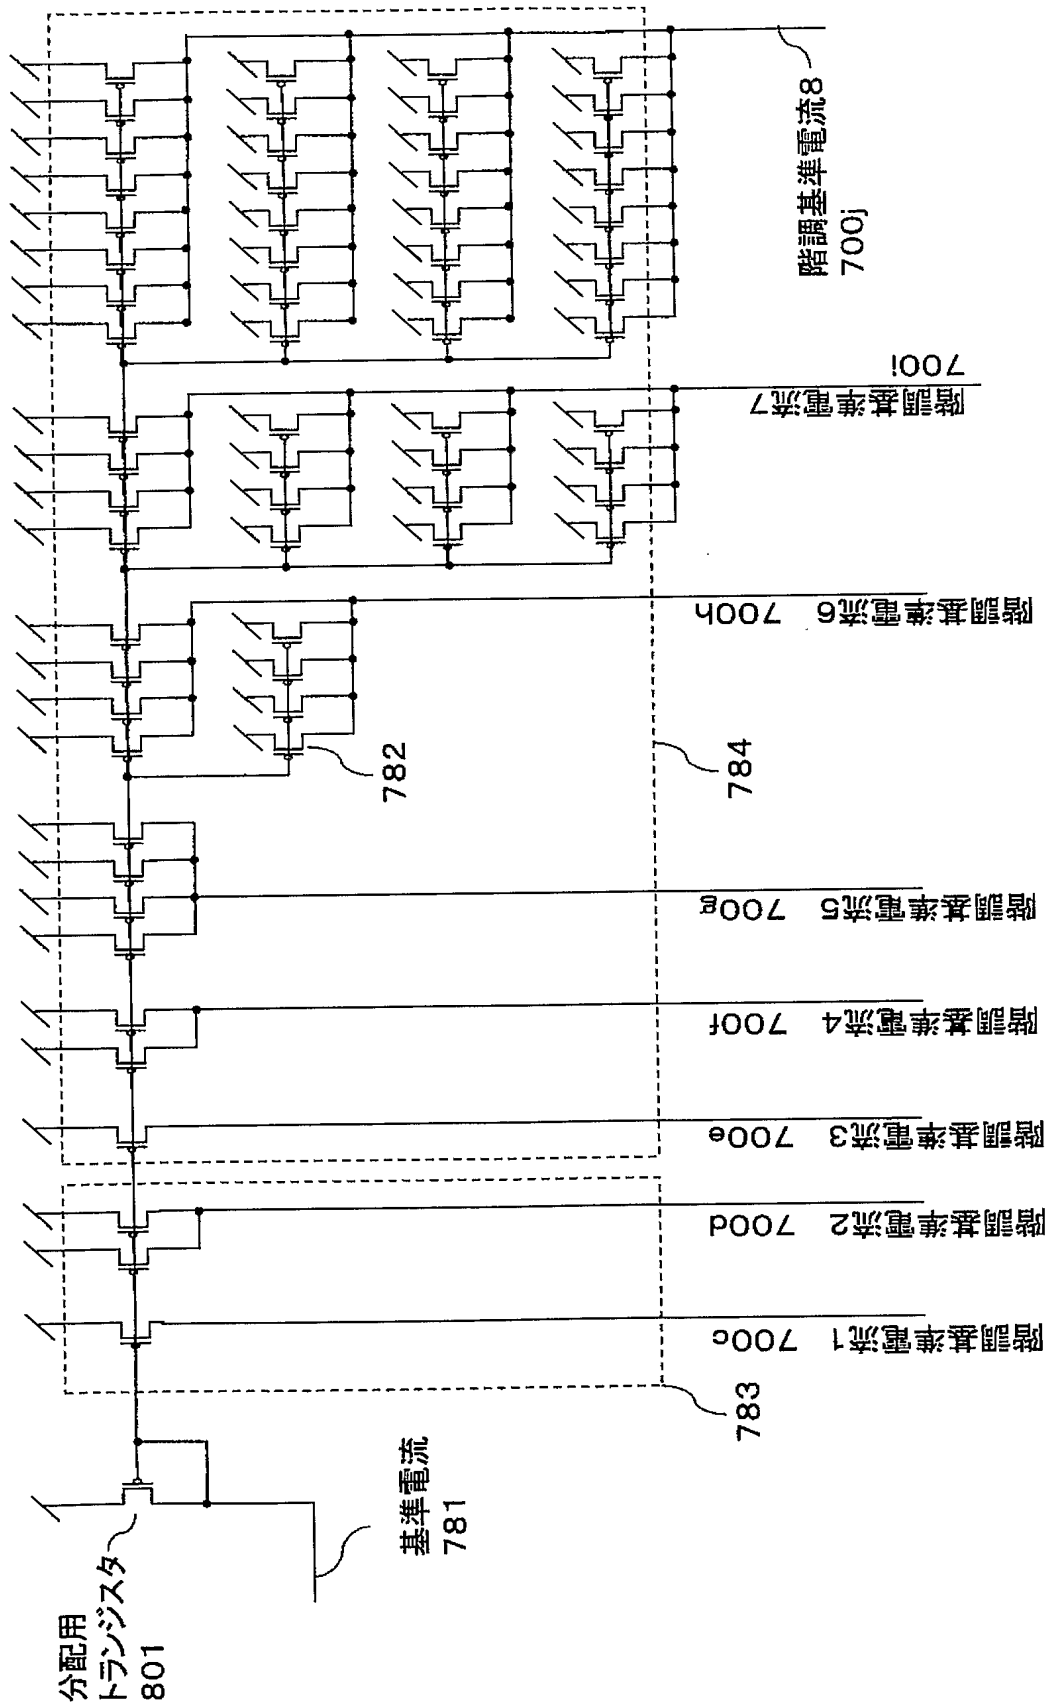 分配用
トランジスタ
801
基準電流
781
783
階調基準電流1 700c
階調基準電流2 700d
階調基準電流3 700e
階調基準電流4 700f
階調基準電流5 700g
782
784
階調基準電流6 700h
階調基準電流7
700i
階調基準電流8
700j